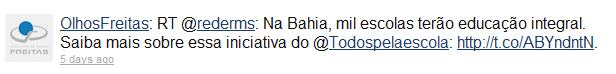 OlhosFreitas: RT @rederms: Na Bahia, mil escolas terão educação integral.
Saiba mais sobre essa iniciativa do @Todospelaescola: http://t.co/ABYndntN.
FREITAS
5 days ago